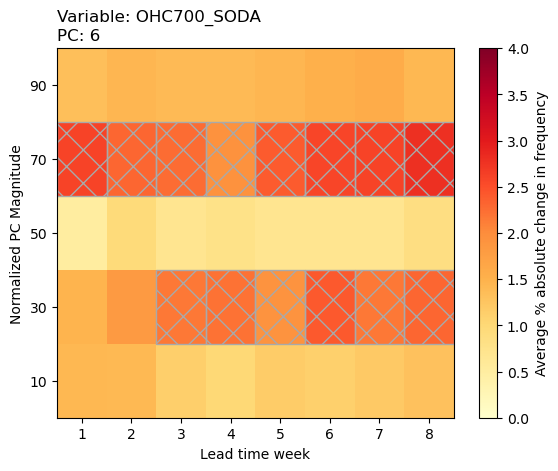 Variable: OHC700_SODA
PC: 6
90
70
50
30
10
Normalized PC Magnitude
1 2 3 4 5 6 7 8
Lead time week
4.0
3.5
3.0
2.5
2.0
1.5
1.0
0.5
0.0
Average % absolute change in frequency